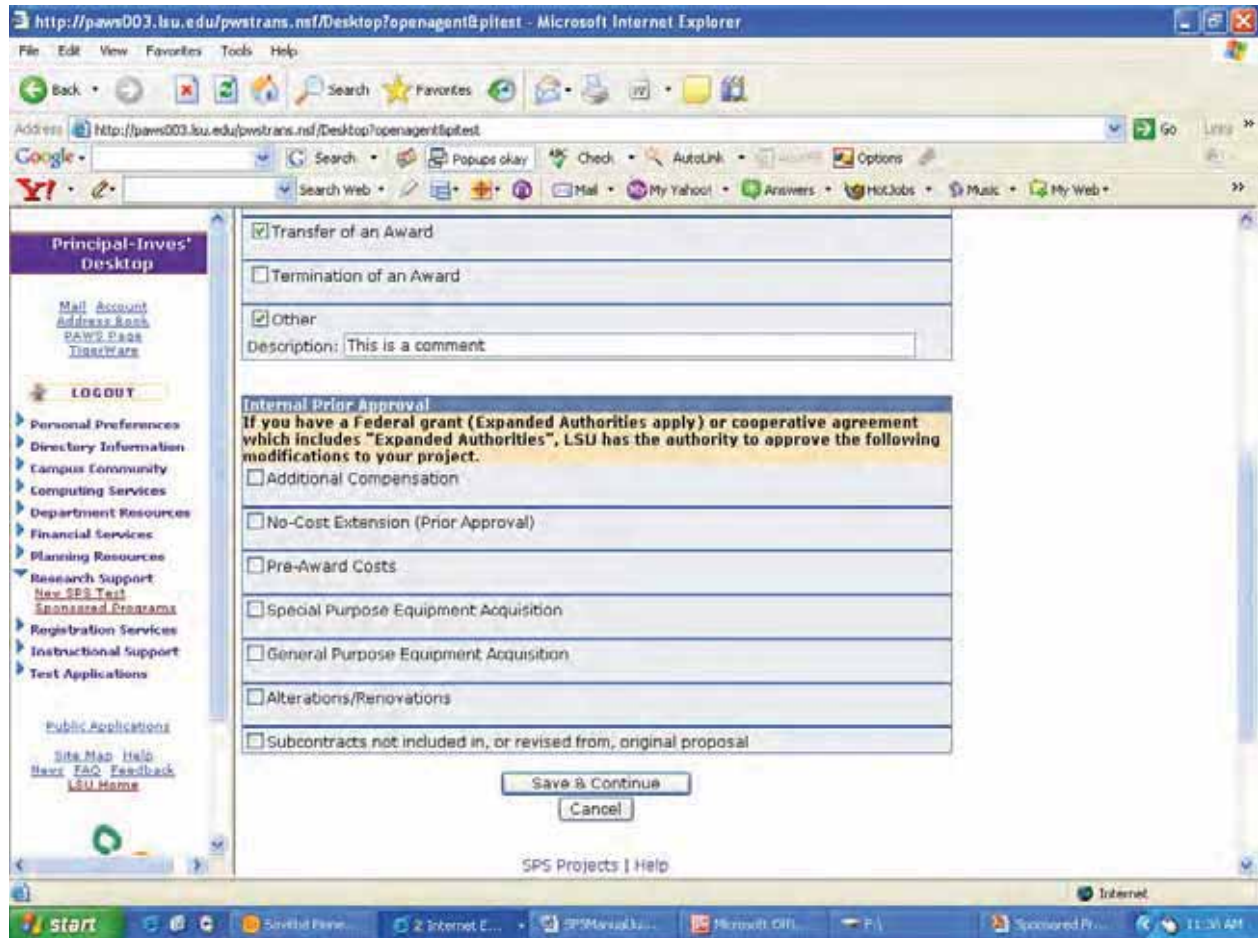 http://paws003.lsu.edu/pwstrans.nsf/Desktop?openagent&pitest - Microsoft Internet Explorer
File Edit View Favorites Tools Help
Back Search Favorites
Address http://paws003.lsu.edu/pwstrans.nsf/Desktop?openagent&pitest Go Links
Google Search Popups okay Check AutoLink Options
Y! Search Web Mail My Yahoo! Answers HotJobs Music My Web
Principal-Inves'
Desktop
Mail Account
Address Book
PAWS Page
TigerWare
LOGOUT
Personal Preferences
Directory Information
Campus Community
Computing Services
Department Resources
Financial Services
Planning Resources
Research Support
New SPS Test
Sponsored Programs
Registration Services
Instructional Support
Test Applications
Public Applications
Site Map Help
News FAQ Feedback
LSU Home
Transfer of an Award
Termination of an Award
Other
Description: This is a comment
Internal Prior Approval
If you have a Federal grant (Expanded Authorities apply) or cooperative agreement
which includes "Expanded Authorities", LSU has the authority to approve the following
modifications to your project.
Additional Compensation
No-Cost Extension (Prior Approval)
Pre-Award Costs
Special Purpose Equipment Acquisition
General Purpose Equipment Acquisition
Alterations/Renovations
Subcontracts not included in, or revised from, original proposal
Save & Continue
Cancel
SPS Projects | Help
Internet
start 2 Internet E... Microsoft Offi... F:\ Sponsored Pr... AM